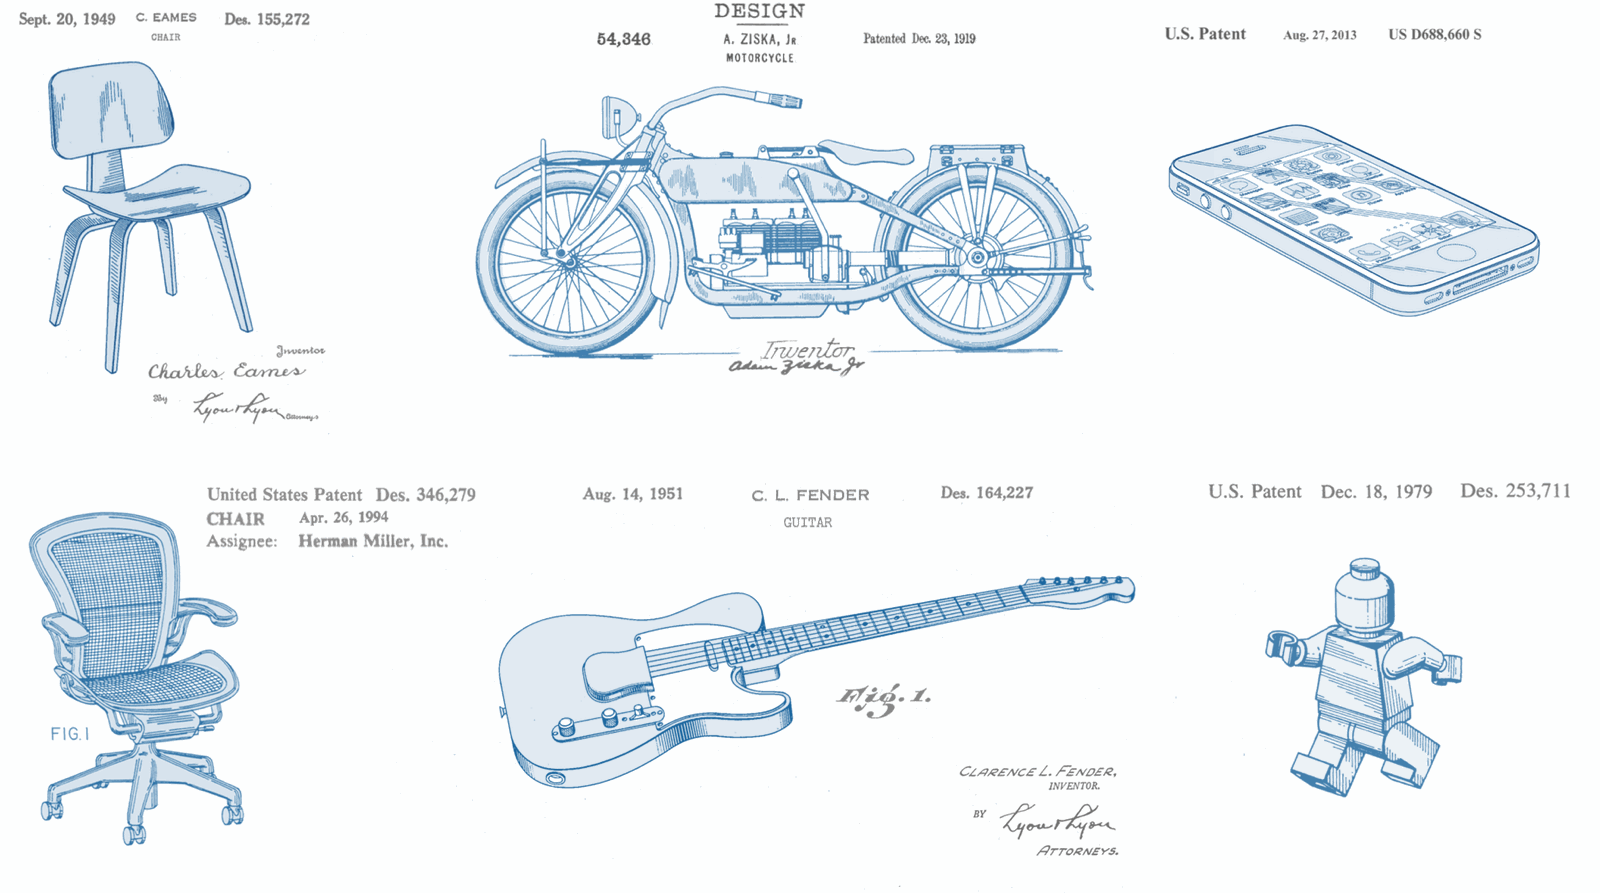 Sept. 20, 1949 C. EAMES Des. 155,272
CHAIR
Inventor
Charles Eames
By Lyon & Lyon Attorneys
DESIGN
54,346 A. ZISKA, Jr Patented Dec. 23, 1919
MOTORCYCLE
Inventor
Adam Ziska Jr
U.S. Patent Aug. 27, 2013 US D688,660 S
United States Patent Des. 346,279
CHAIR Apr. 26, 1994
Assignee: Herman Miller, Inc.
FIG.1
Aug. 14, 1951 C. L. FENDER Des. 164,227
GUITAR
Fig. 1.
CLARENCE L. FENDER,
INVENTOR.
BY Lyon & Lyon
ATTORNEYS.
U.S. Patent Dec. 18, 1979 Des. 253,711